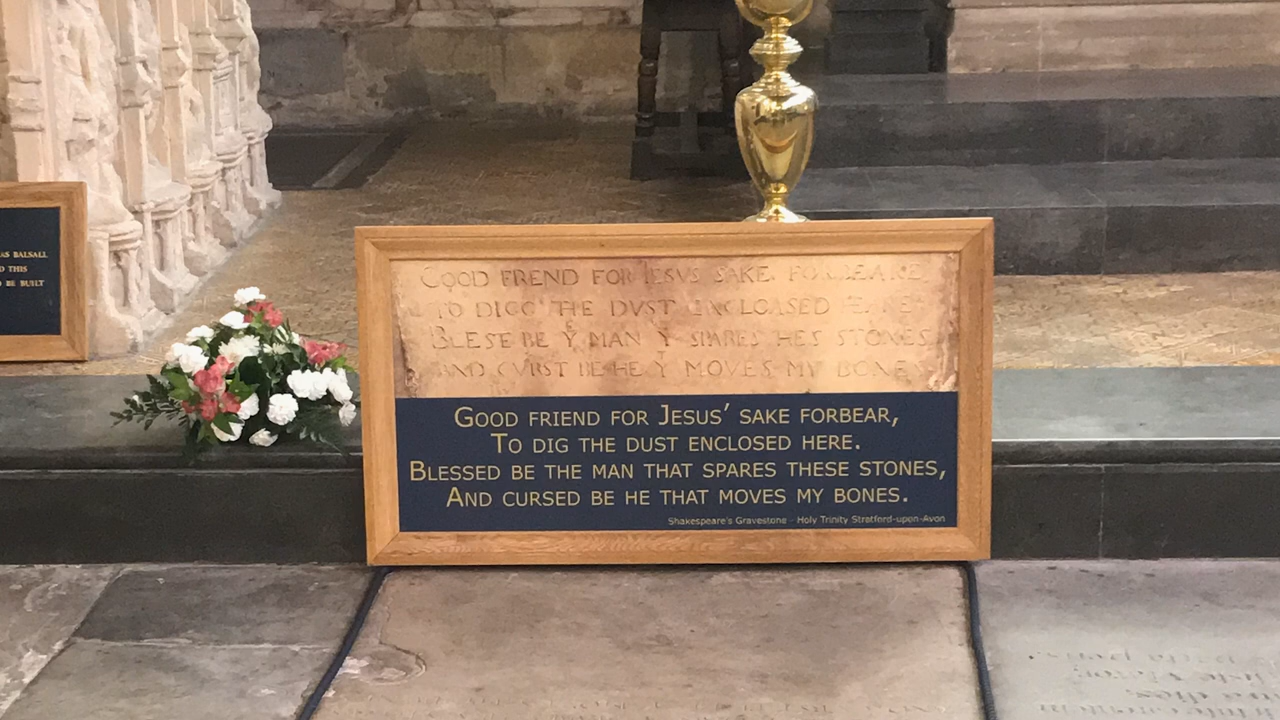 AS BALSALL
D THIS
BE BUILT
GOOD FREND FOR IESVS SAKE FORBEARE,
TO DIGG THE DVST ENCLOASED HE RE
BLESE BE Y MAN Y SPARES HES STONES
AND CVRST BE HE Y MOVES MY BONE
GOOD FRIEND FOR JESUS' SAKE FORBEAR,
TO DIG THE DUST ENCLOSED HERE.
BLESSED BE THE MAN THAT SPARES THESE STONES,
AND CURSED BE HE THAT MOVES MY BONES.
Shakespeare's Gravestone - Holy Trinity Stratford-upon-Avon